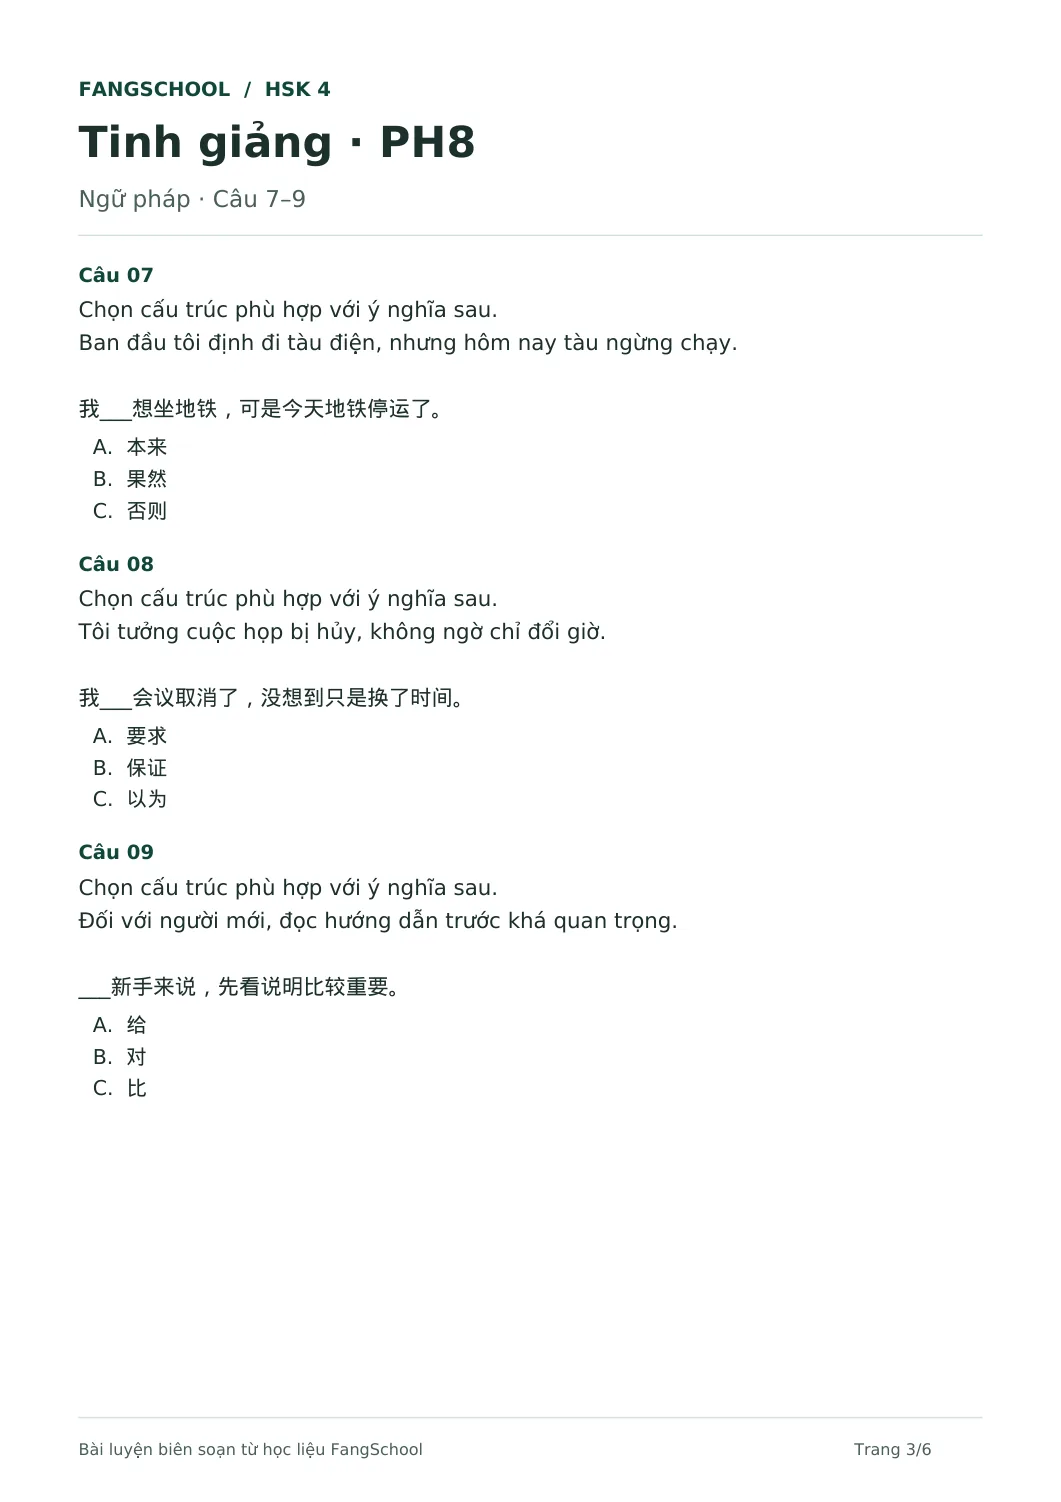 FANGSCHOOL / HSK 4
Tinh giảng · PH8
Ngữ pháp · Câu 7–9
Câu 07
Chọn cấu trúc phù hợp với ý nghĩa sau.
Ban đầu tôi định đi tàu điện, nhưng hôm nay tàu ngừng chạy.
我___想坐地铁，可是今天地铁停运了。
A. 本来
B. 果然
C. 否则
Câu 08
Chọn cấu trúc phù hợp với ý nghĩa sau.
Tôi tưởng cuộc họp bị hủy, không ngờ chỉ đổi giờ.
我___会议取消了，没想到只是换了时间。
A. 要求
B. 保证
C. 以为
Câu 09
Chọn cấu trúc phù hợp với ý nghĩa sau.
Đối với người mới, đọc hướng dẫn trước khá quan trọng.
___新手来说，先看说明比较重要。
A. 给
B. 对
C. 比
Bài luyện biên soạn từ học liệu FangSchool
Trang 3/6